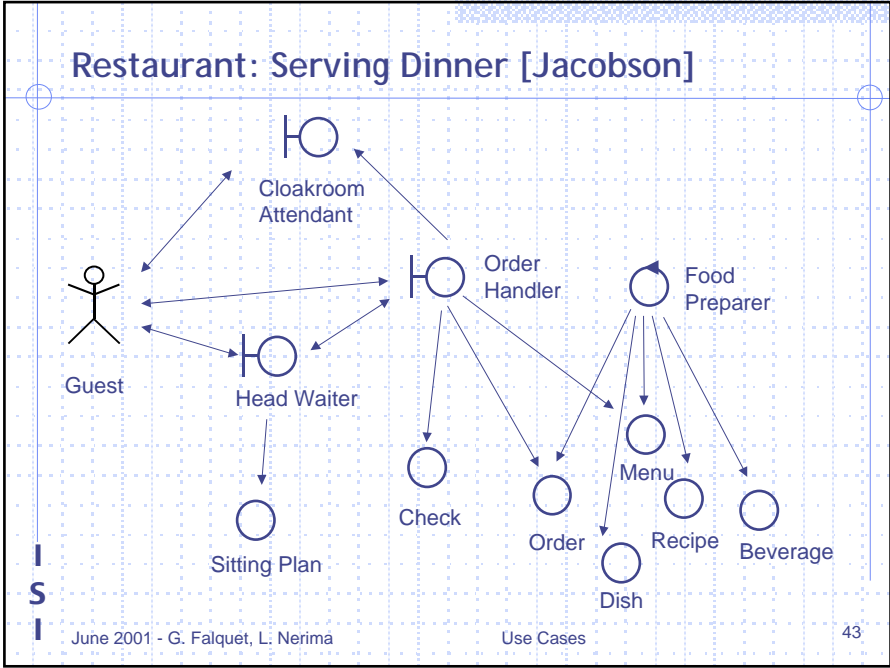 Restaurant: Serving Dinner [Jacobson]
Cloakroom
Attendant
Order
Handler
Food
Preparer
Guest
Head Waiter
Menu
Check
Order
Recipe
Beverage
Sitting Plan
Dish
I
S
I
June 2001 - G. Falquet, L. Nerima
Use Cases
43